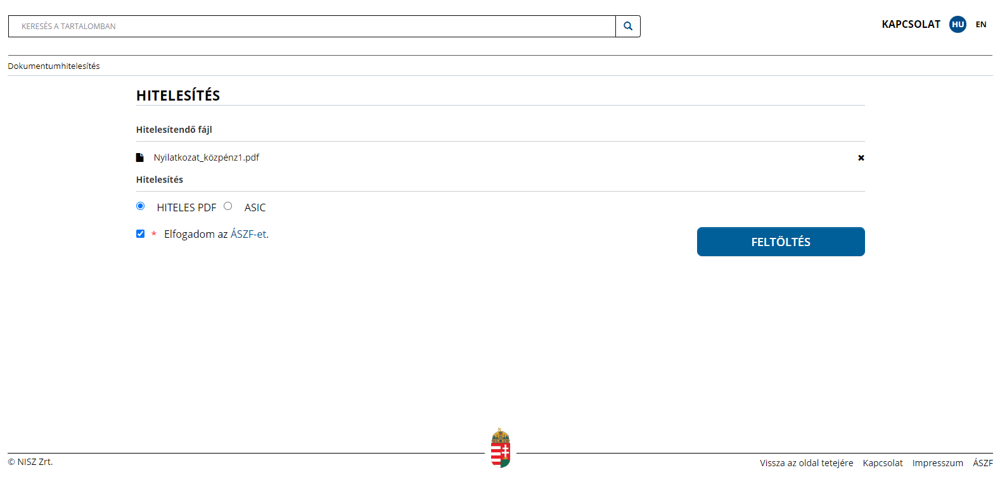 KERESÉS A TARTALOMBAN
KAPCSOLAT HU EN
Dokumentumhitelesítés
HITELESÍTÉS
Hitelesítendő fájl
Nyilatkozat_közpénz1.pdf
Hitelesítés
HITELES PDF ASIC
* Elfogadom az ÁSZF-et.
FELTÖLTÉS
© NISZ Zrt.
Vissza az oldal tetejére Kapcsolat Impresszum ÁSZF